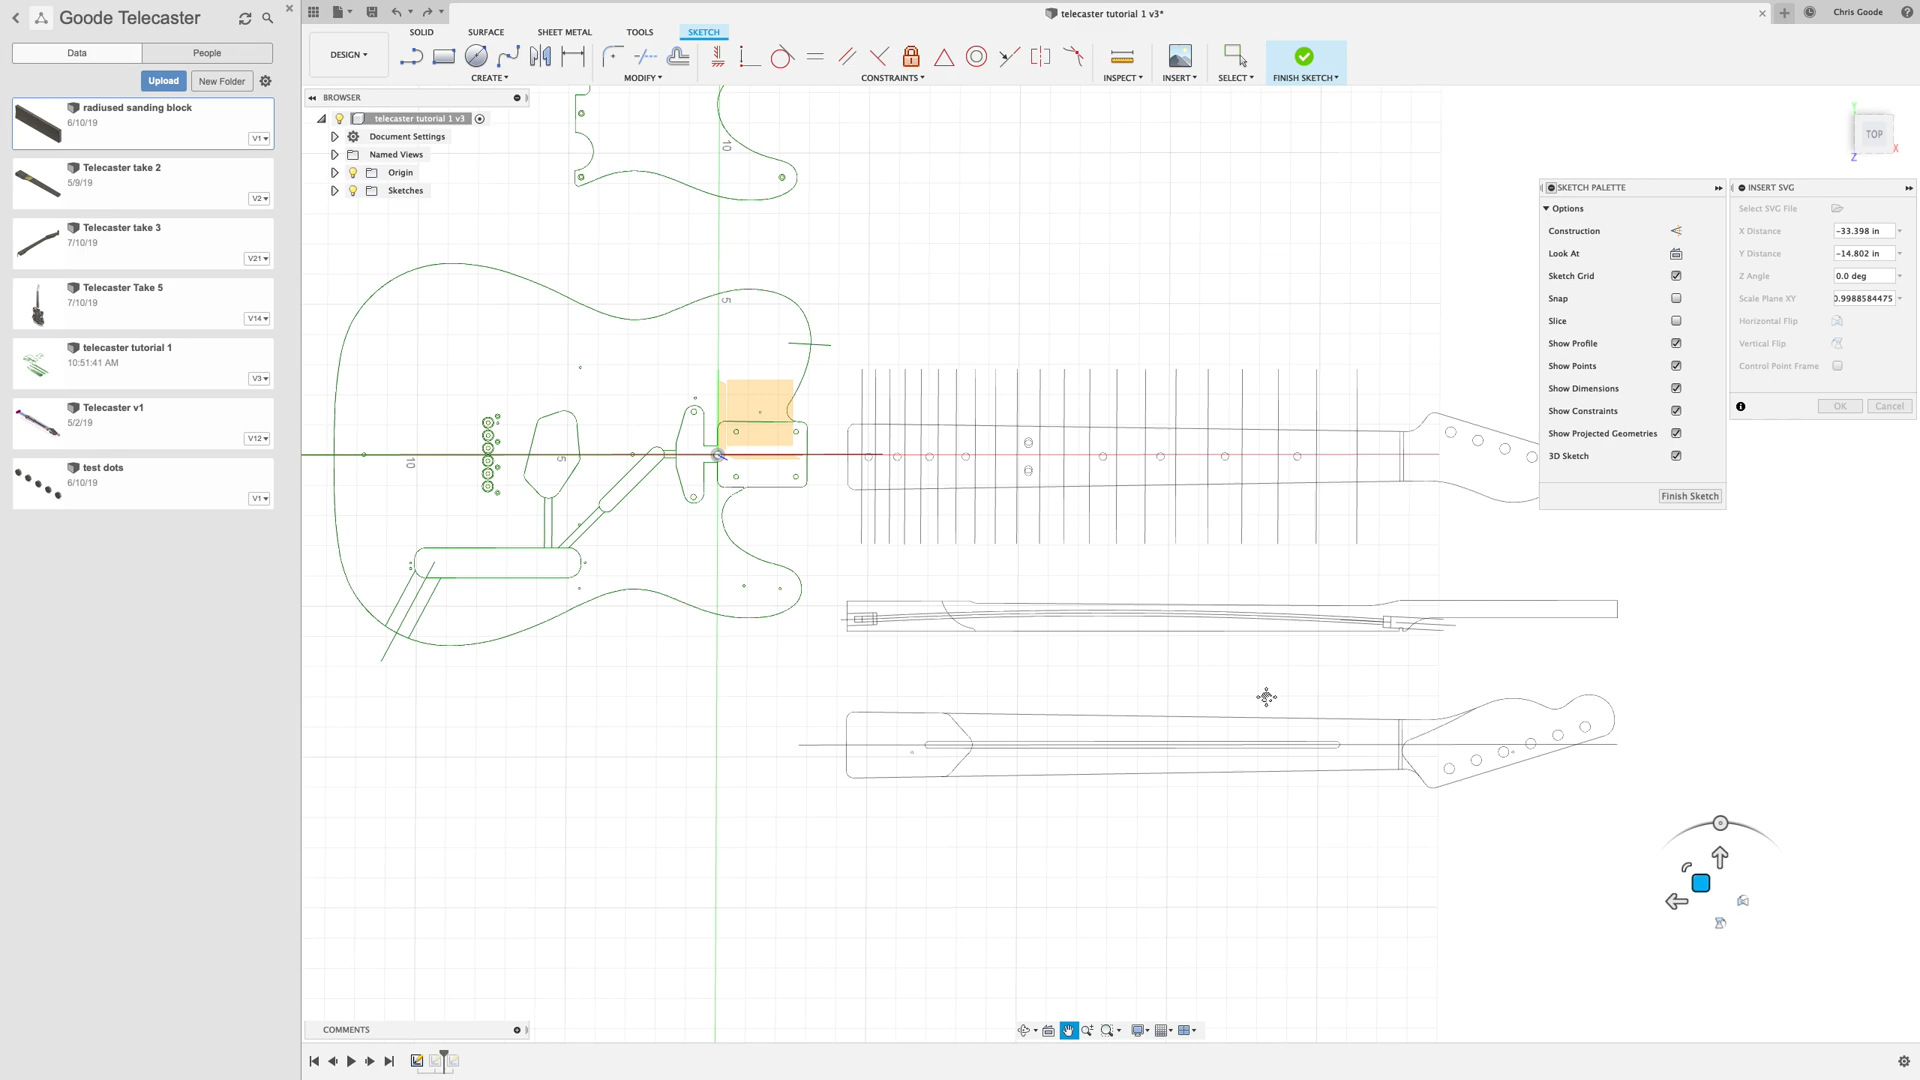 Goode Telecaster
Data
People
Upload
New Folder
radiused sanding block
6/10/19
V1
Telecaster take 2
5/9/19
V2
Telecaster take 3
7/10/19
V21
Telecaster Take 5
7/10/19
V14
telecaster tutorial 1
10:51:41 AM
V3
Telecaster v1
5/2/19
V12
test dots
6/10/19
V1
telecaster tutorial 1 v3*
Chris Goode
DESIGN
SOLID
SURFACE
SHEET METAL
TOOLS
SKETCH
CREATE
MODIFY
CONSTRAINTS
INSPECT
INSERT
SELECT
FINISH SKETCH
BROWSER
telecaster tutorial 1 v3
Document Settings
Named Views
Origin
Sketches
10
5
10
5
TOP
Y
X
Z
SKETCH PALETTE
Options
Construction
Look At
Sketch Grid
Snap
Slice
Show Profile
Show Points
Show Dimensions
Show Constraints
Show Projected Geometries
3D Sketch
Finish Sketch
INSERT SVG
Select SVG File
X Distance
-33.398 in
Y Distance
-14.802 in
Z Angle
0.0 deg
Scale Plane XY
0.9988584475
Horizontal Flip
Vertical Flip
Control Point Frame
OK
Cancel
COMMENTS